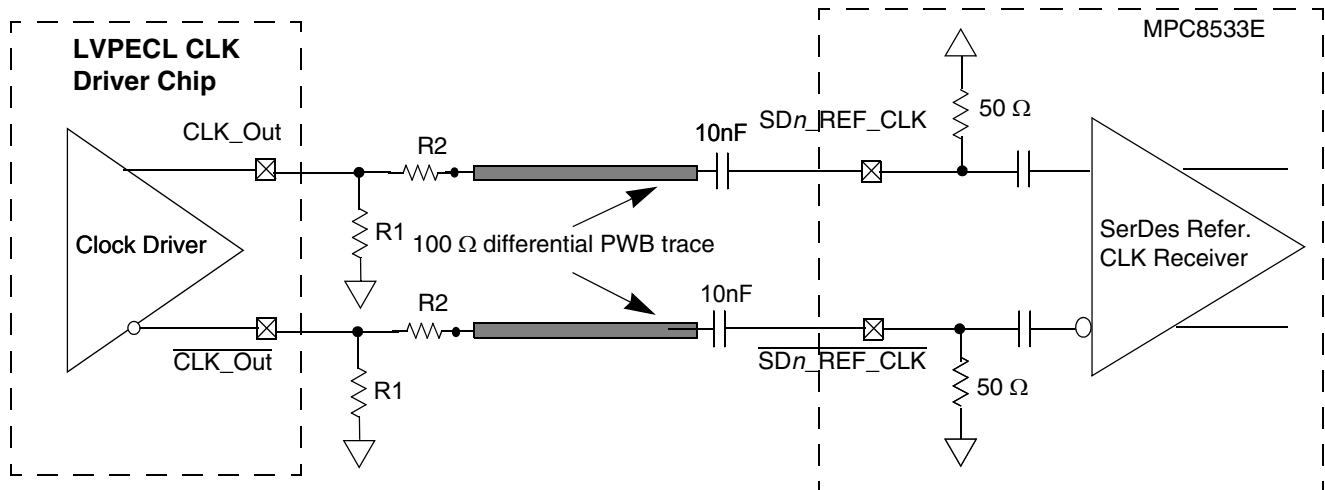 LVPECL CLK
Driver Chip
MPC8533E
CLK_Out
R2
10nF
SDn_REF_CLK
50 Ω
Clock Driver
R1
100 Ω differential PWB trace
SerDes Refer.
CLK Receiver
R2
10nF
CLK_Out
SDn_REF_CLK
R1
50 Ω